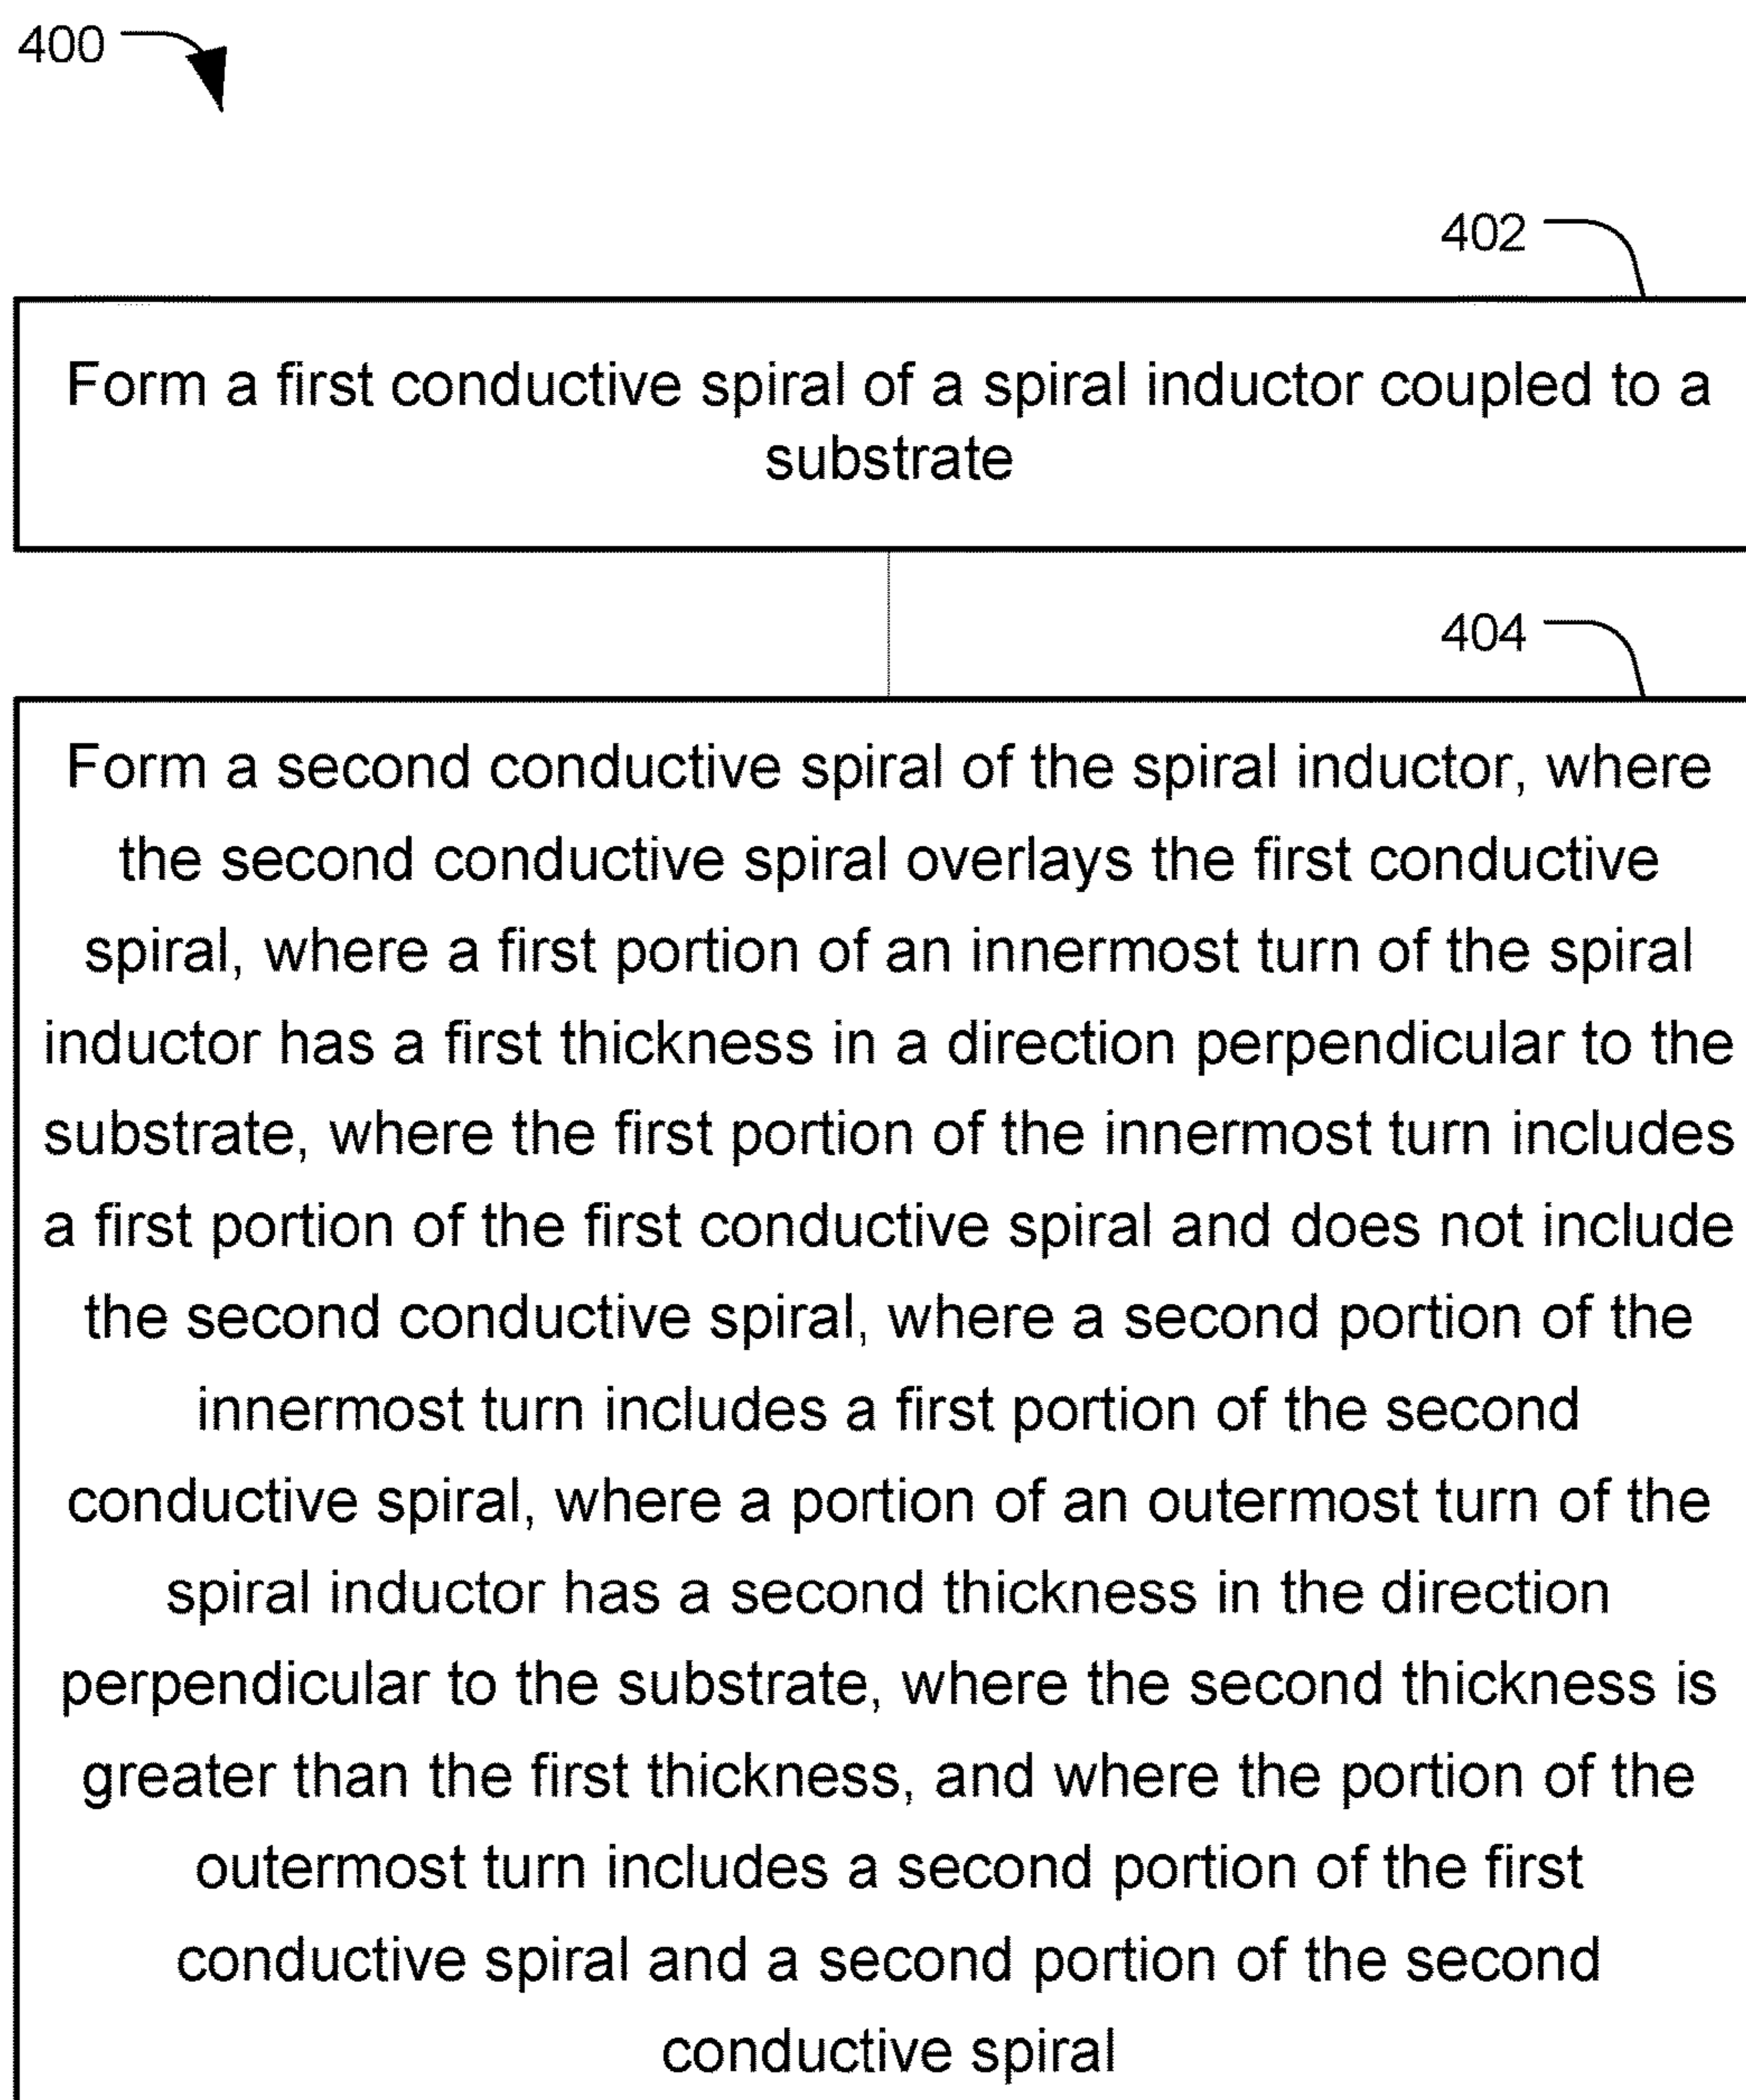 400
402
Form a first conductive spiral of a spiral inductor coupled to a
substrate
404
Form a second conductive spiral of the spiral inductor, where
the second conductive spiral overlays the first conductive
spiral, where a first portion of an innermost turn of the spiral
inductor has a first thickness in a direction perpendicular to the
substrate, where the first portion of the innermost turn includes
a first portion of the first conductive spiral and does not include
the second conductive spiral, where a second portion of the
innermost turn includes a first portion of the second
conductive spiral, where a portion of an outermost turn of the
spiral inductor has a second thickness in the direction
perpendicular to the substrate, where the second thickness is
greater than the first thickness, and where the portion of the
outermost turn includes a second portion of the first
conductive spiral and a second portion of the second
conductive spiral